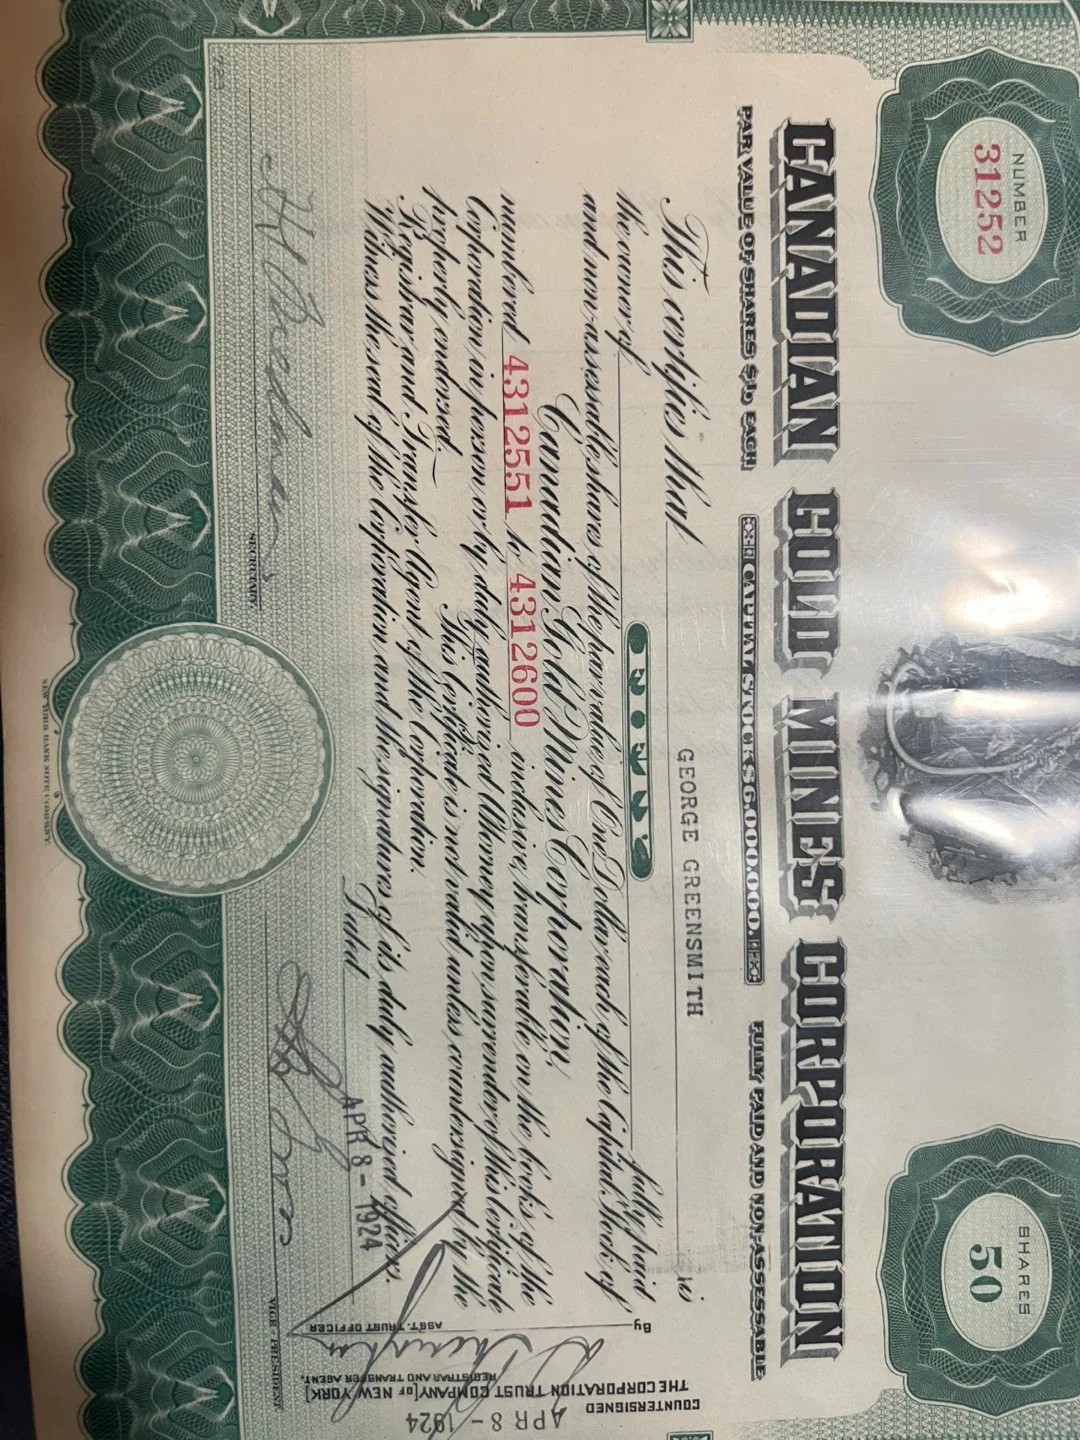 NUMBER
31252
SHARES
50
CANADIAN GOLD MINES CORPORATION
PAR VALUE OF SHARES $1, EACH
CAPITAL STOCK $6,000,000.
FULLY PAID AND NON-ASSESSABLE
This certifies that GEORGE GREENSMITH is
the owner of FIFTY fully paid
and non-assessable shares of the par value of One Dollar each, of the Capital Stock of
Canadian Gold Mines Corporation,
numbered 4312551 to 4312600 inclusive, transferable on the books of the
Corporation in person or by duly authorized Attorney upon surrender of this certificate
properly endorsed. This Certificate is not valid unless countersigned by the
Registrar and Transfer Agent of the Corporation.
Witness the seal of the Corporation and the signatures of its duly authorized officers.
Dated APR 8 - 1924
SECRETARY.
VICE - PRESIDENT
NEW YORK BANK NOTE COMPANY.
723
COUNTERSIGNED APR 8 - 1924
THE CORPORATION TRUST COMPANY [OF NEW YORK]
REGISTRAR AND TRANSFER AGENT.
By
ASST. TRUST OFFICER